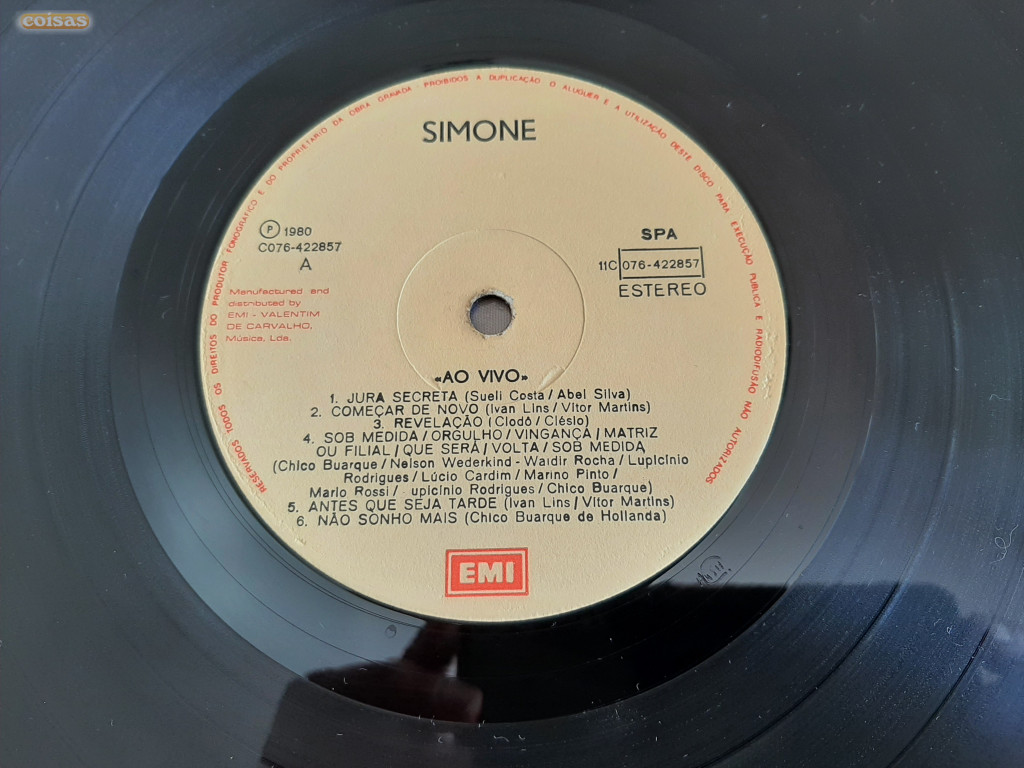 coisas
RESERVADOS TODOS OS DIREITOS DO PRODUTOR FONOGRAFICO E DO PROPRIETARIO DA OBRA GRAVADA · PROIBIDOS A DUPLICAÇÃO, O ALUGUER E A UTILIZAÇÃO DESTE DISCO PARA EXECUÇÃO PUBLICA E RADIODIFUSÃO NÃO AUTORIZADOS
SIMONE
Ⓟ 1980
C076-422857
A
SPA
11C 076-422857
ESTEREO
Manufactured and
distributed by
EMI - VALENTIM
DE CARVALHO,
Música, Lda.
«AO VIVO»
1. JURA SECRETA (Sueli Costa/Abel Silva)
2. COMEÇAR DE NOVO (Ivan Lins/Vitor Martins)
3. REVELAÇÃO (Clodô/Clésio)
4. SOB MEDIDA/ORGULHO/VINGANÇA/MATRIZ
OU FILIAL/QUE SERÁ/VOLTA/SOB MEDIDA
(Chico Buarque/Nelson Wederkind - Waldir Rocha/Lupicínio
Rodrigues/Lúcio Cardim/Marino Pinto/
Mario Rossi/ upicínio Rodrigues/Chico Buarque)
5. ANTES QUE SEJA TARDE (Ivan Lins/Vitor Martins)
6. NÃO SONHO MAIS (Chico Buarque de Hollanda)
EMI